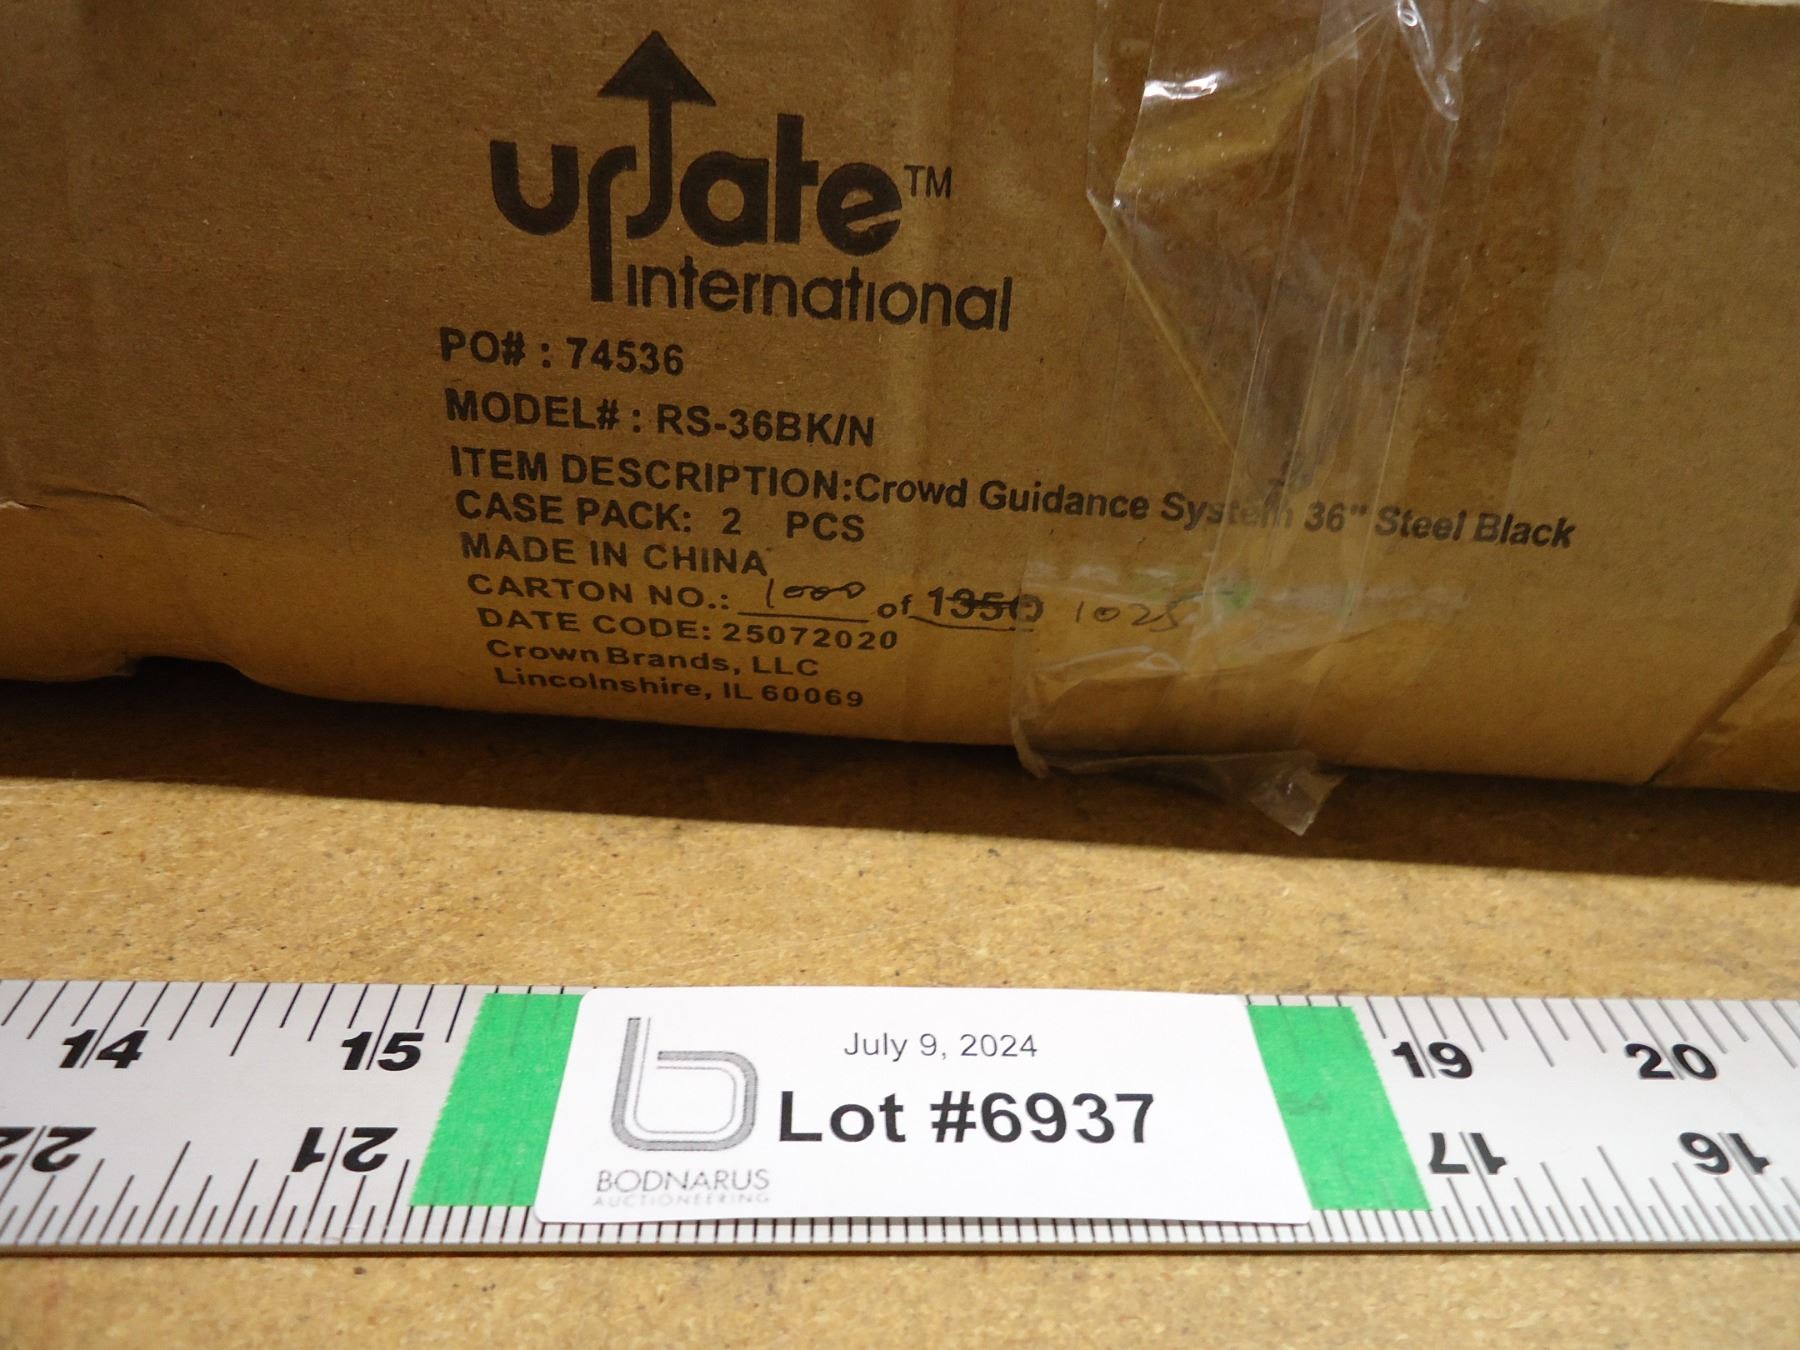 update™
international
PO# : 74536
MODEL# : RS-36BK/N
ITEM DESCRIPTION:Crowd Guidance System 36" Steel Black
CASE PACK: 2 PCS
MADE IN CHINA
CARTON NO.: 1000 of 1350 1025
DATE CODE: 25072020
Crown Brands, LLC
Lincolnshire, IL 60069
14 15 19 20
July 9, 2024
Lot #6937
BODNARUS
AUCTIONEERING
22 21 17 16